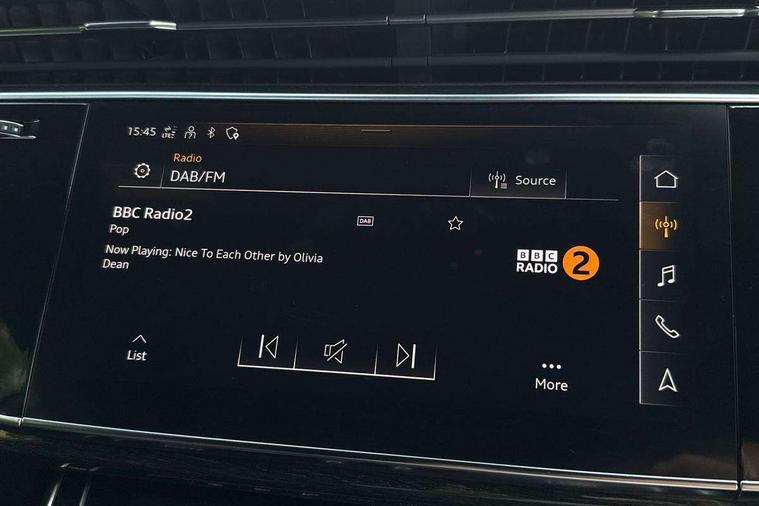 15:45 LTE
Radio
DAB/FM
Source
BBC Radio2
DAB
Pop
Now Playing: Nice To Each Other by Olivia
Dean
BBC
RADIO 2
List
More